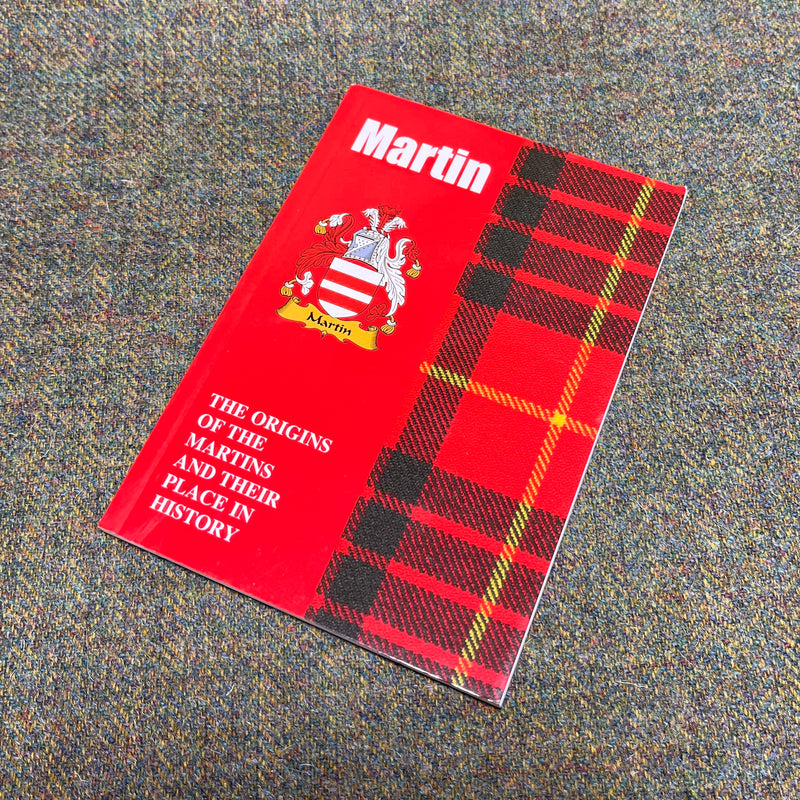 Martin
Martin
THE ORIGINS
OF THE
MARTINS
AND THEIR
PLACE IN
HISTORY